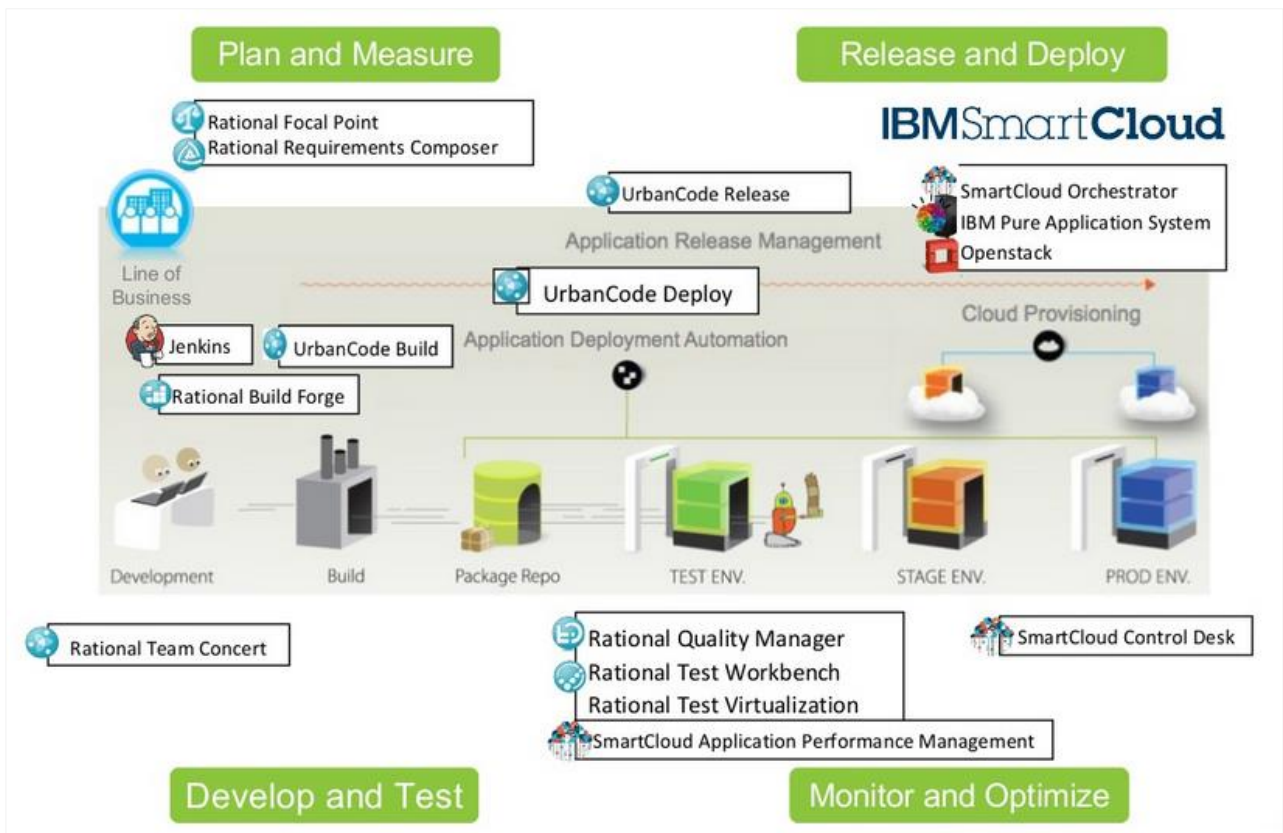 Plan and Measure
Release and Deploy
Rational Focal Point
Rational Requirements Composer
IBMSmartCloud
UrbanCode Release
SmartCloud Orchestrator
IBM Pure Application System
Openstack
Application Release Management
Line of
Business
UrbanCode Deploy
Cloud Provisioning
Jenkins
UrbanCode Build
Application Deployment Automation
Rational Build Forge
Development
Build
Package Repo
TEST ENV.
STAGE ENV.
PROD ENV.
Rational Team Concert
Rational Quality Manager
Rational Test Workbench
Rational Test Virtualization
SmartCloud Application Performance Management
SmartCloud Control Desk
Develop and Test
Monitor and Optimize